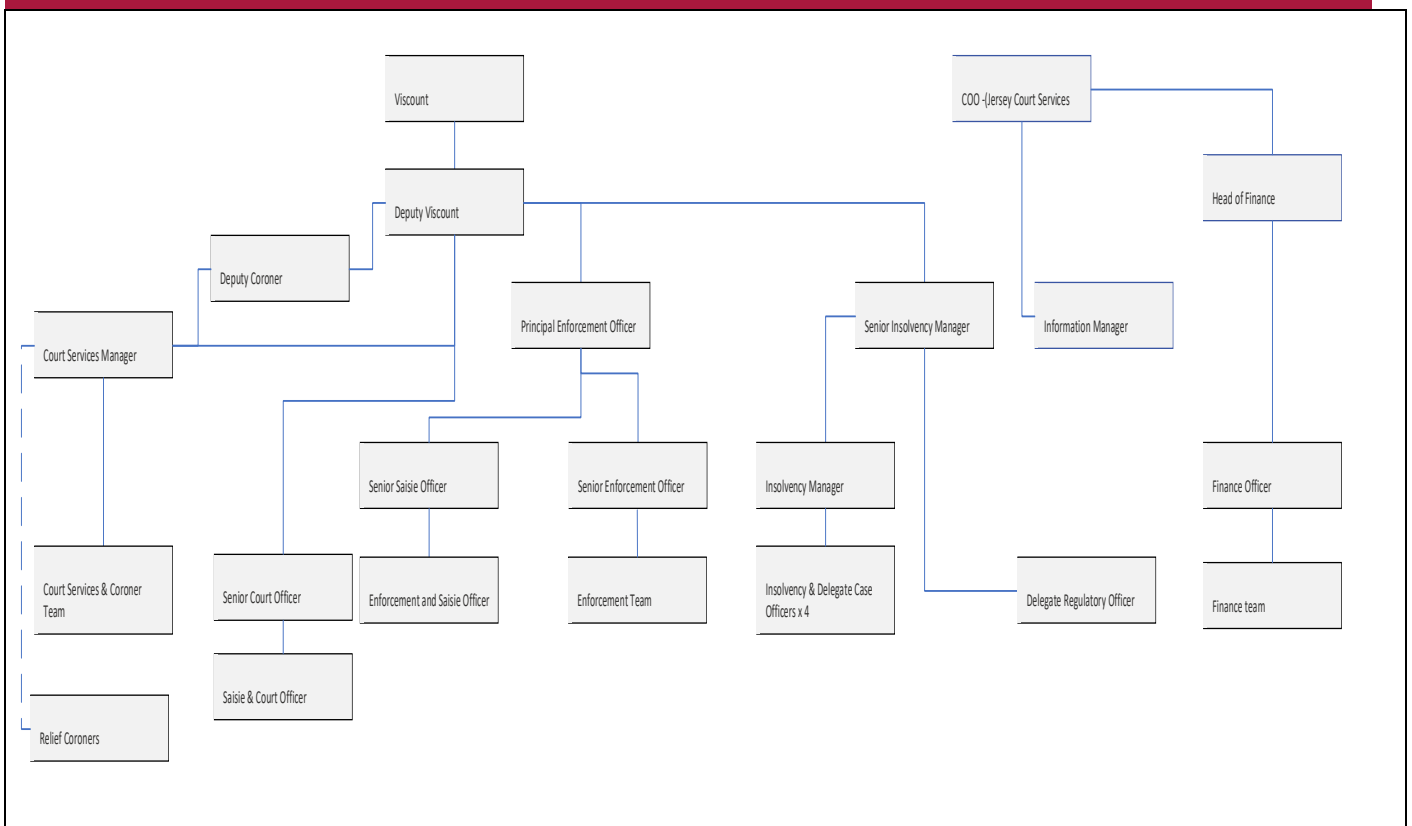 Viscount
COO -(Jersey Court Services
Head of Finance
Deputy Viscount
Deputy Coroner
Principal Enforcement Officer
Senior Insolvency Manager
Information Manager
Court Services Manager
Senior Saisie Officer
Senior Enforcement Officer
Insolvency Manager
Finance Officer
Court Services & Coroner
Team
Senior Court Officer
Enforcement and Saisie Officer
Enforcement Team
Insolvency & Delegate Case
Officers x 4
Delegate Regulatory Officer
Finance team
Saisie & Court Officer
Relief Coroners